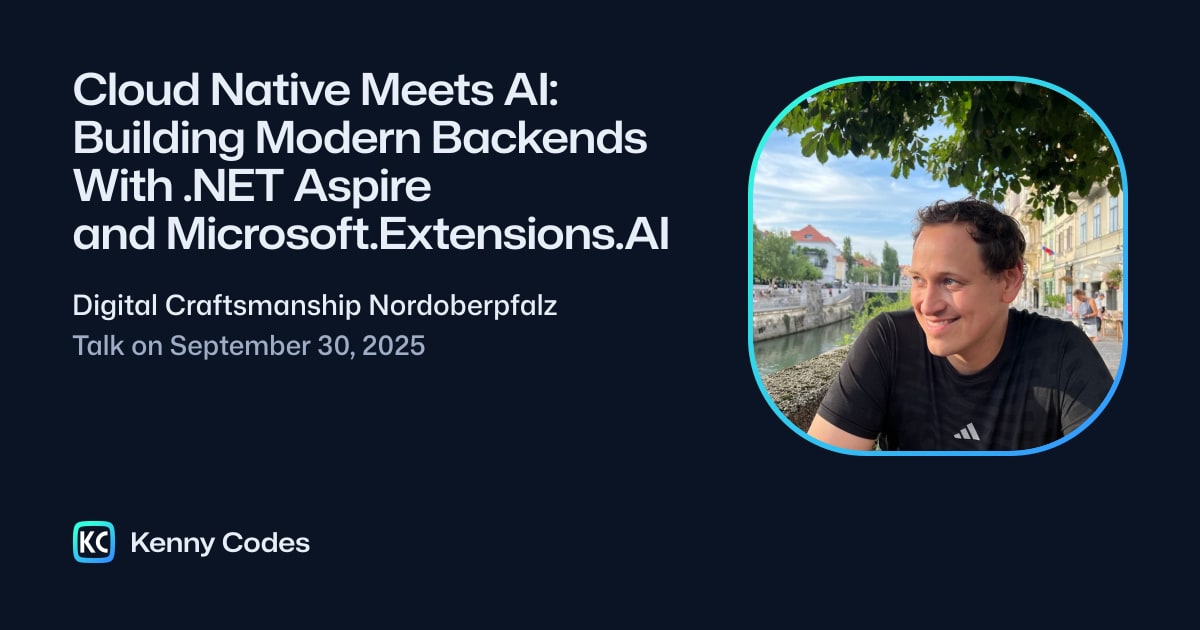 Cloud Native Meets AI:
Building Modern Backends
With .NET Aspire
and Microsoft.Extensions.AI
Digital Craftsmanship Nordoberpfalz
Talk on September 30, 2025
KC Kenny Codes